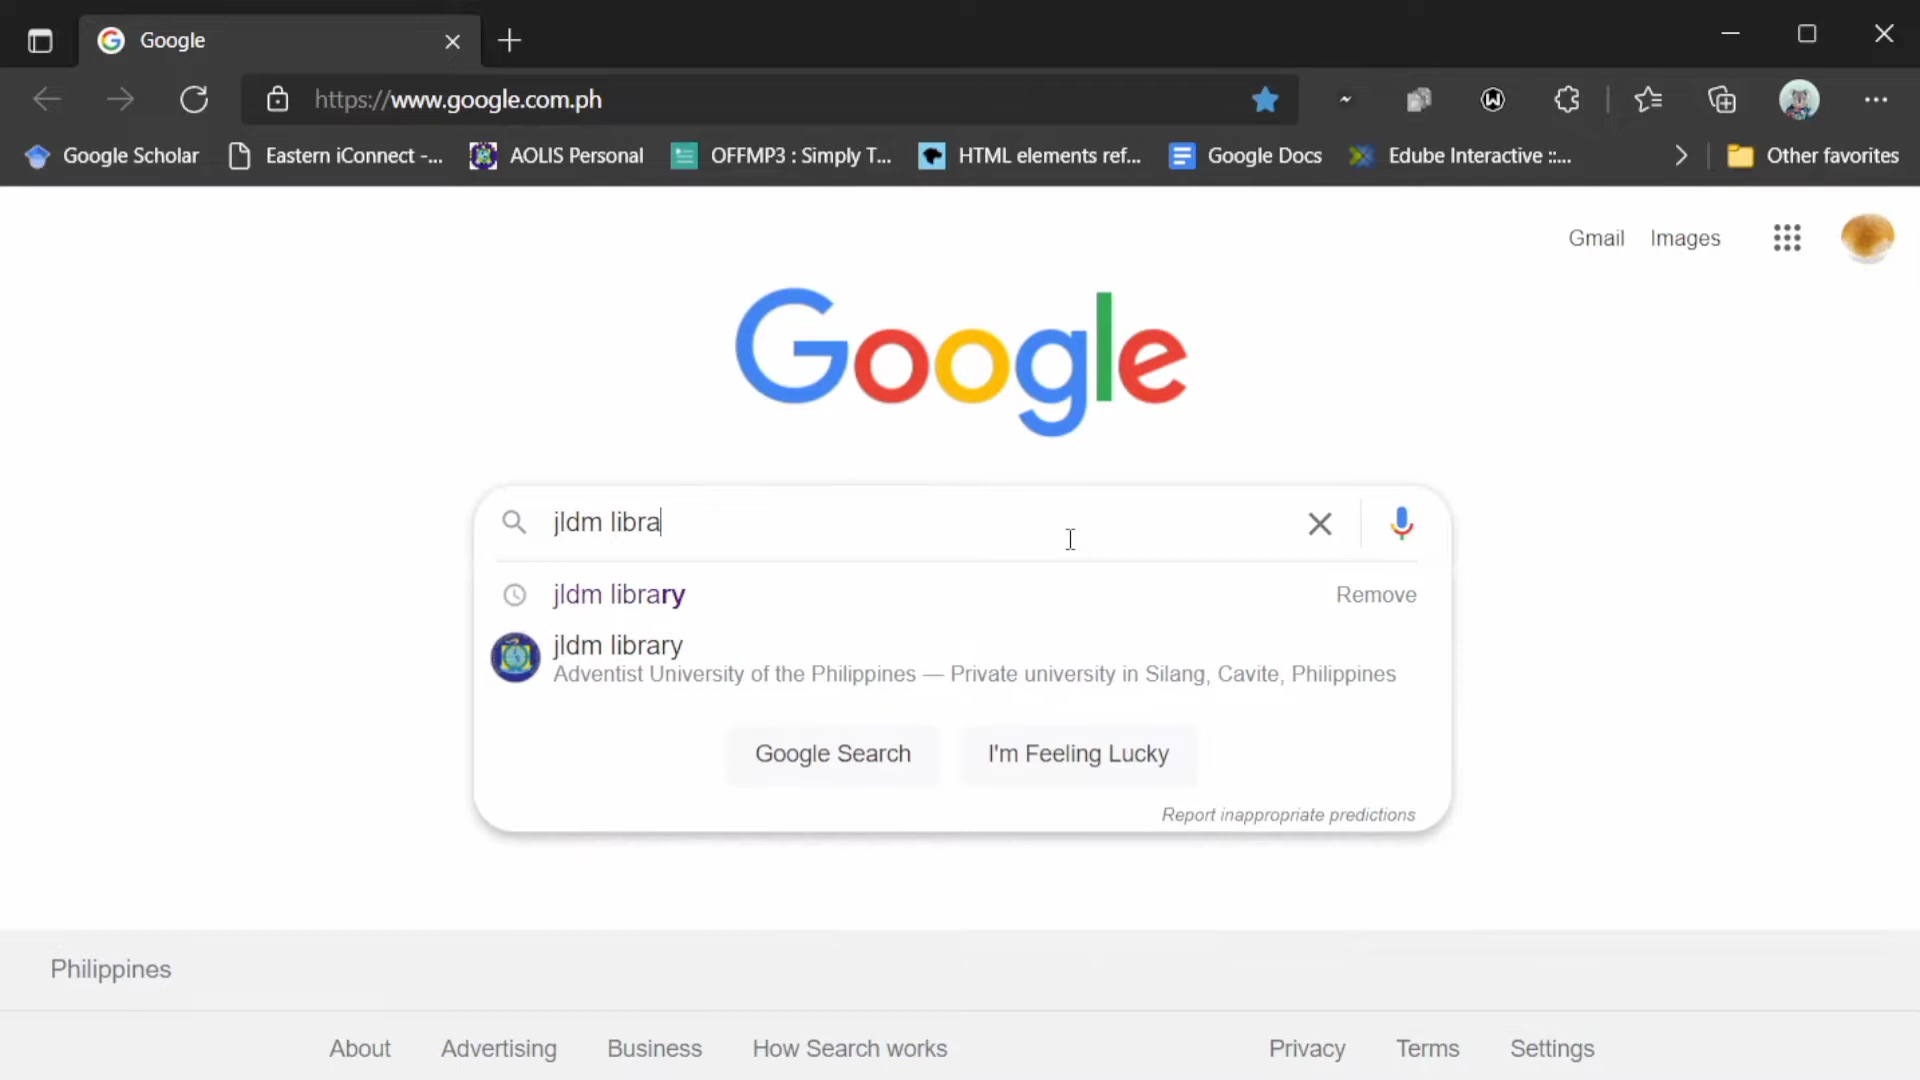 Google
https://www.google.com.ph
Google Scholar
Eastern iConnect -...
AOLIS Personal
OFFMP3 : Simply T...
HTML elements ref...
Google Docs
Edube Interactive ::...
Other favorites
Gmail Images
Google
jldm libra
jldm library
Remove
jldm library
Adventist University of the Philippines — Private university in Silang, Cavite, Philippines
Google Search
I'm Feeling Lucky
Report inappropriate predictions
Philippines
About Advertising Business How Search works Privacy Terms Settings